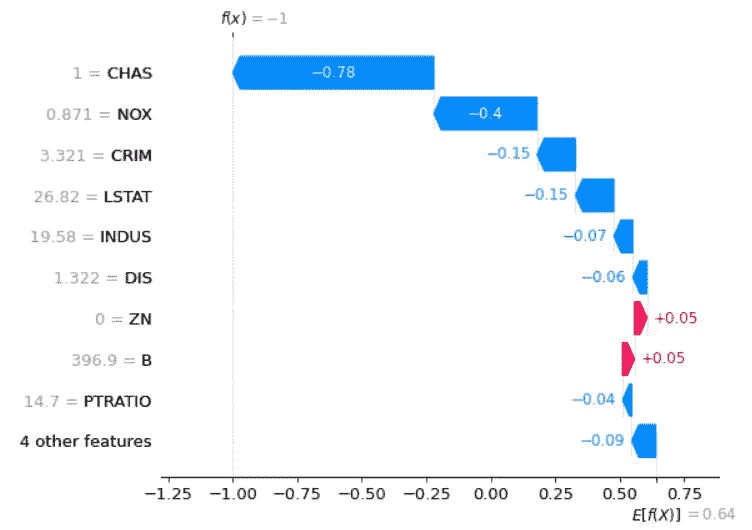 f(x) = −1
1 = CHAS −0.78
0.871 = NOX −0.4
3.321 = CRIM −0.15
26.82 = LSTAT −0.15
19.58 = INDUS −0.07
1.322 = DIS −0.06
0 = ZN +0.05
396.9 = B +0.05
14.7 = PTRATIO −0.04
4 other features −0.09
−1.25 −1.00 −0.75 −0.50 −0.25 0.00 0.25 0.50 0.75
E[f(X)] = 0.64